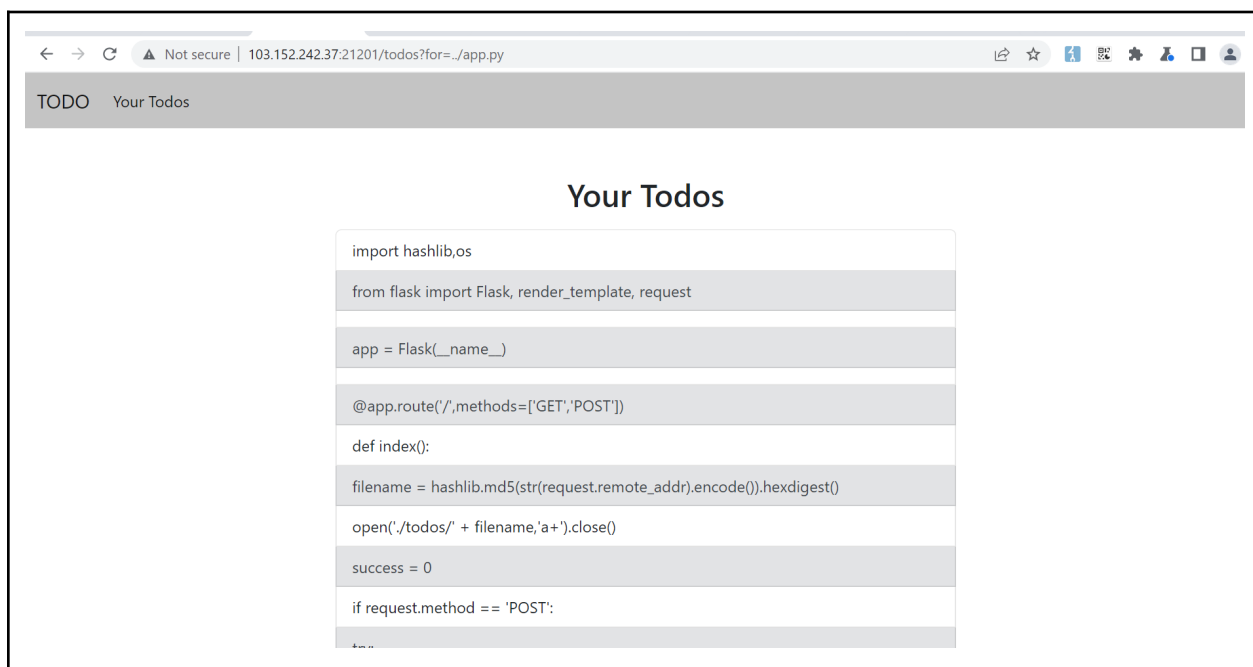 Not secure | 103.152.242.37:21201/todos?for=../app.py
TODO Your Todos
Your Todos
import hashlib,os
from flask import Flask, render_template, request
app = Flask(__name__)
@app.route('/',methods=['GET','POST'])
def index():
filename = hashlib.md5(str(request.remote_addr).encode()).hexdigest()
open('./todos/' + filename,'a+').close()
success = 0
if request.method == 'POST':